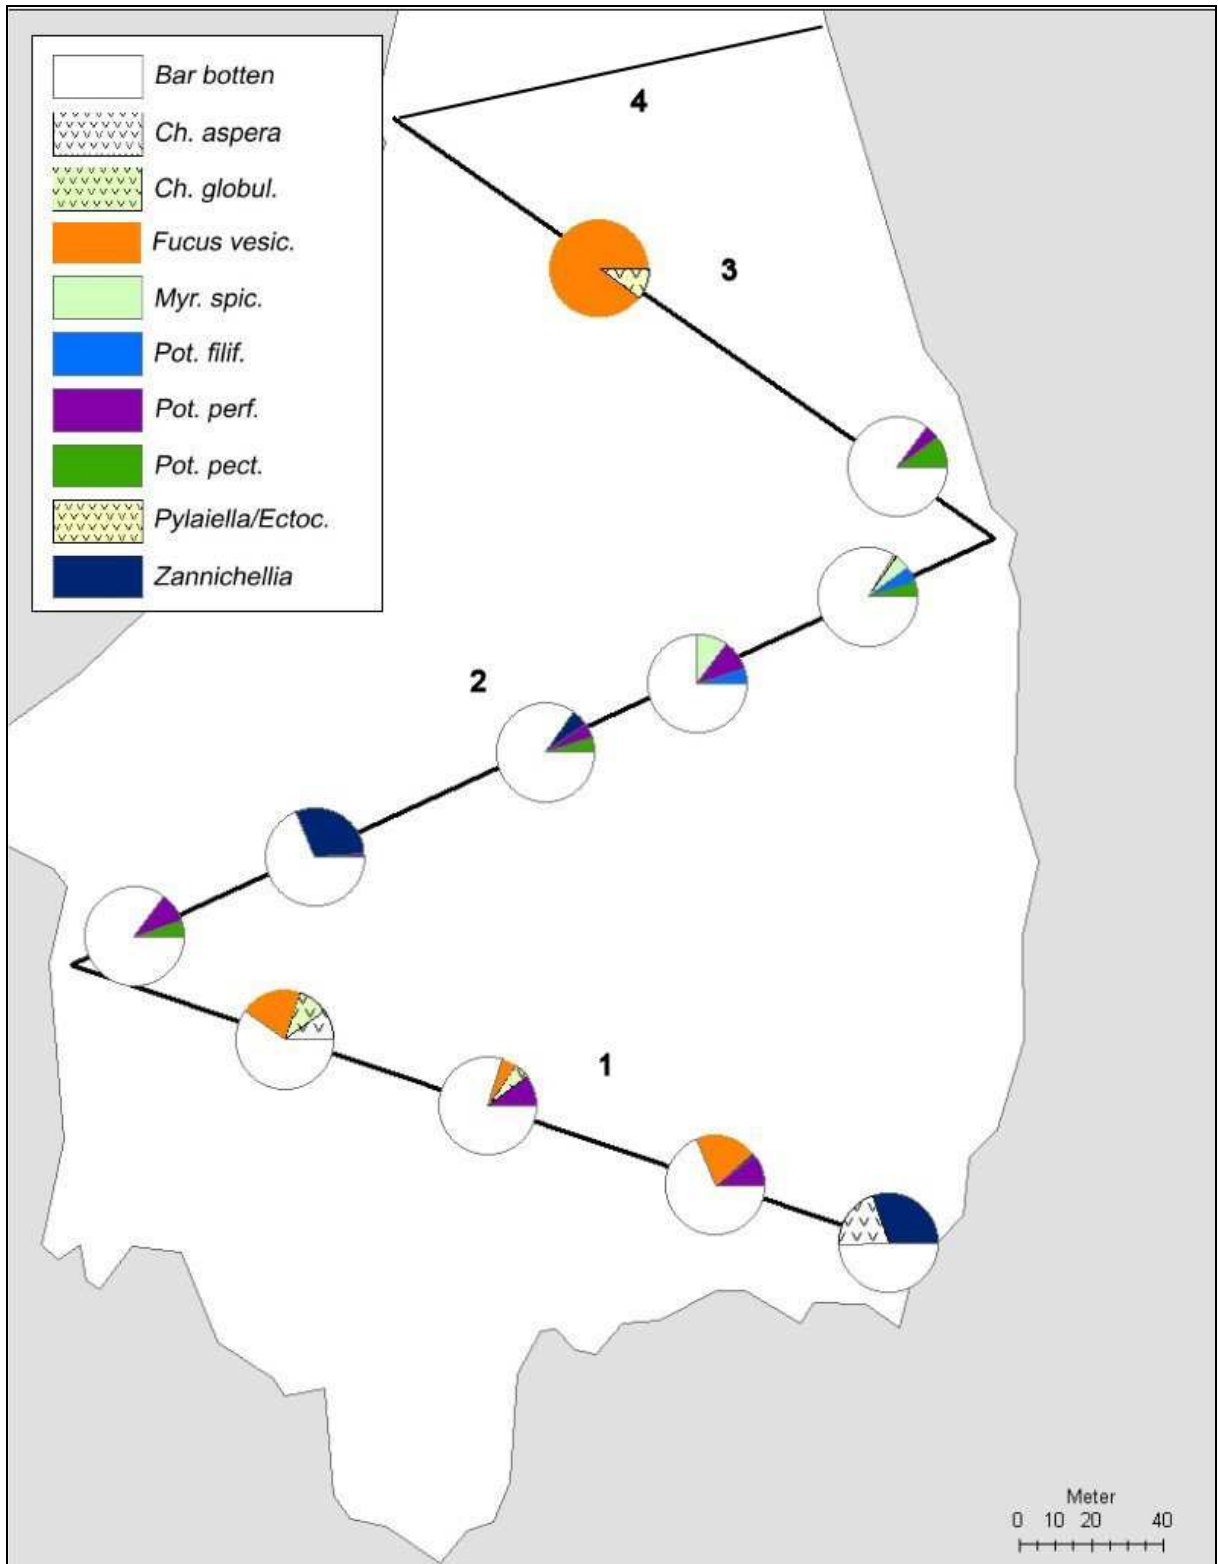 Bar botten
Ch. aspera
Ch. globul.
Fucus vesic.
Myr. spic.
Pot. filif.
Pot. perf.
Pot. pect.
Pylaiella/Ectoc.
Zannichellia
4
3
2
1
Meter
0 10 20 40